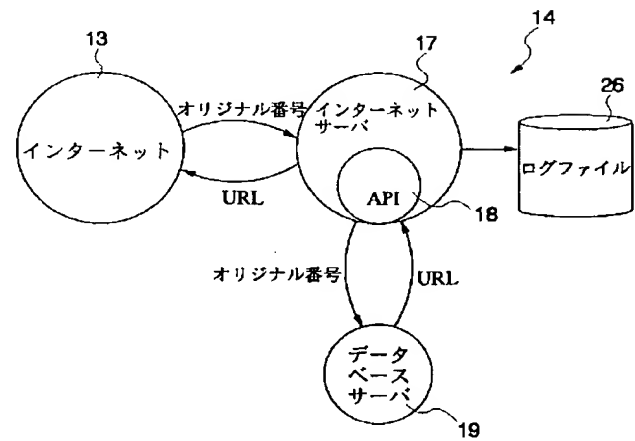 14
13
17
26
オリジナル番号
インターネット
サーバ
インターネット
ログファイル
URL
API
18
オリジナル番号
URL
データ
ベース
サーバ
19